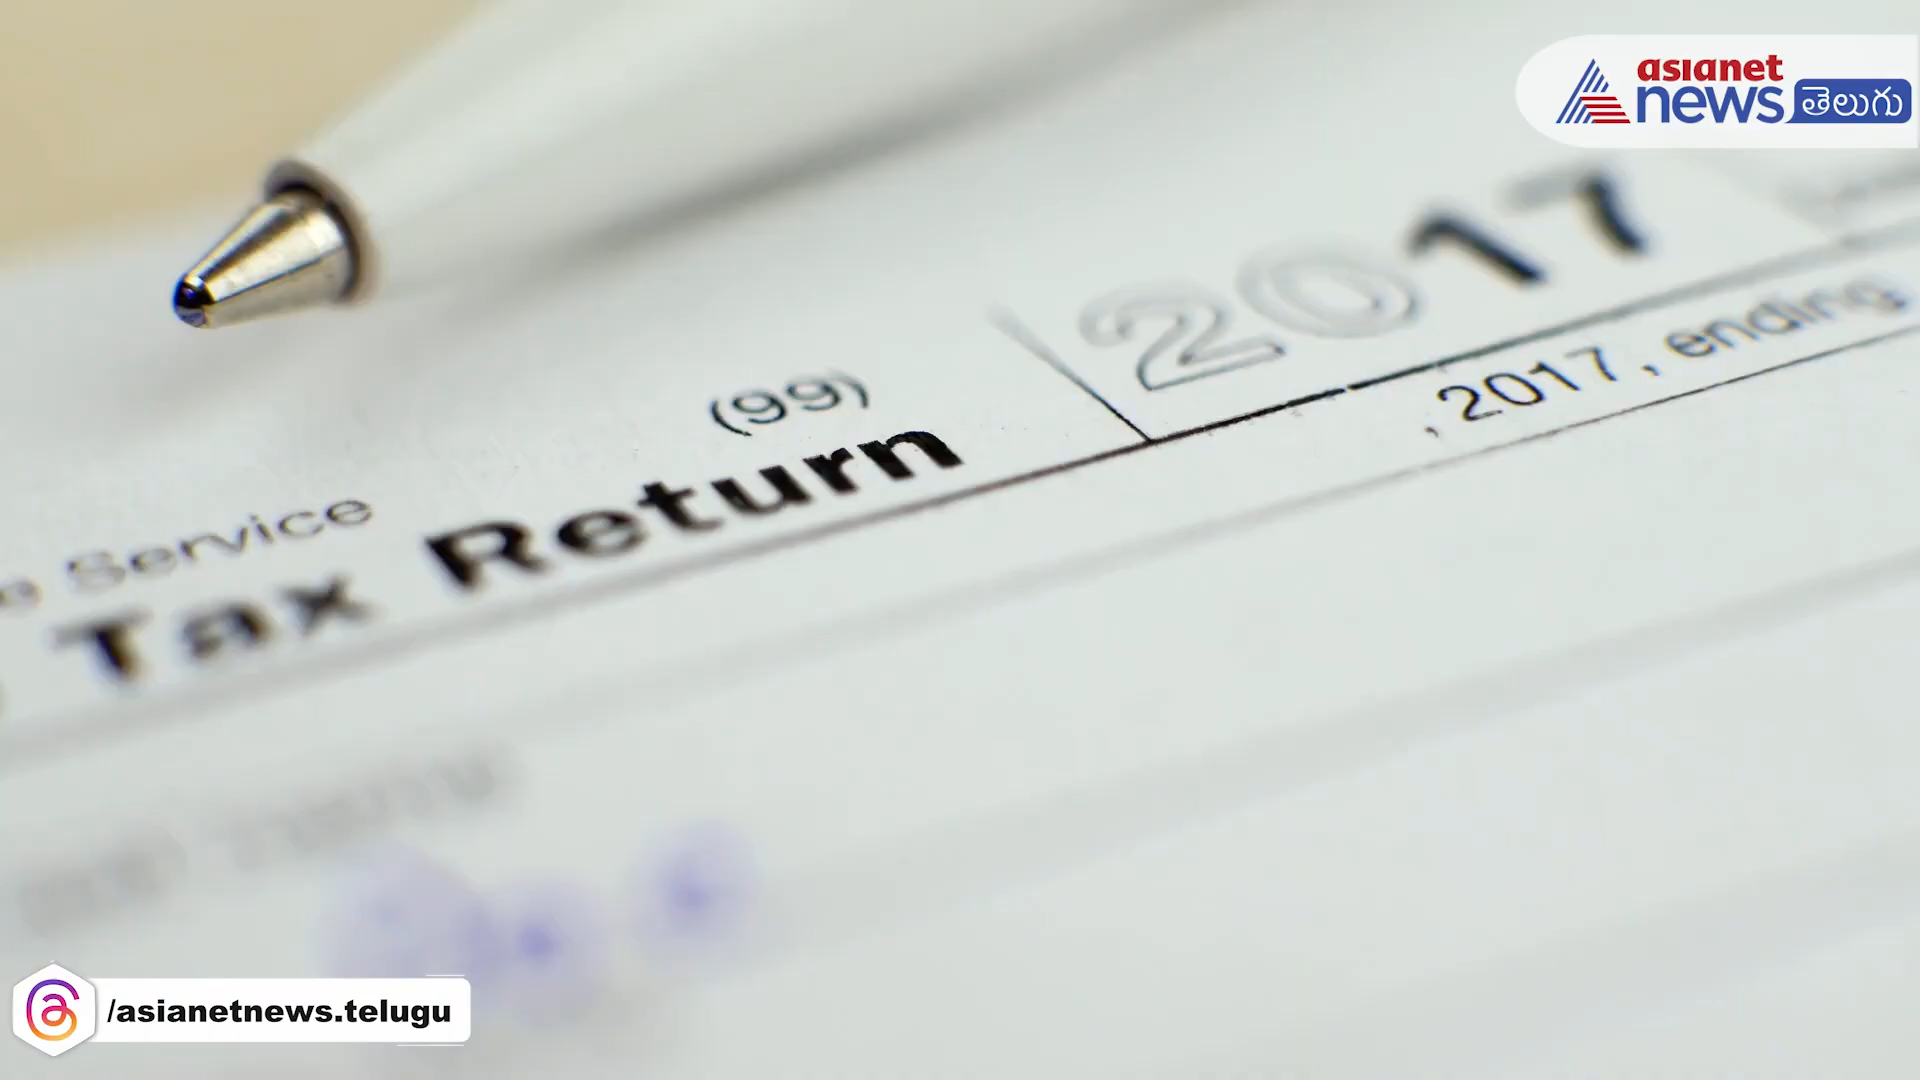 asianet
news తెలుగు
2017
(99)
, 2017, ending
Service
Tax Return
/asianetnews.telugu